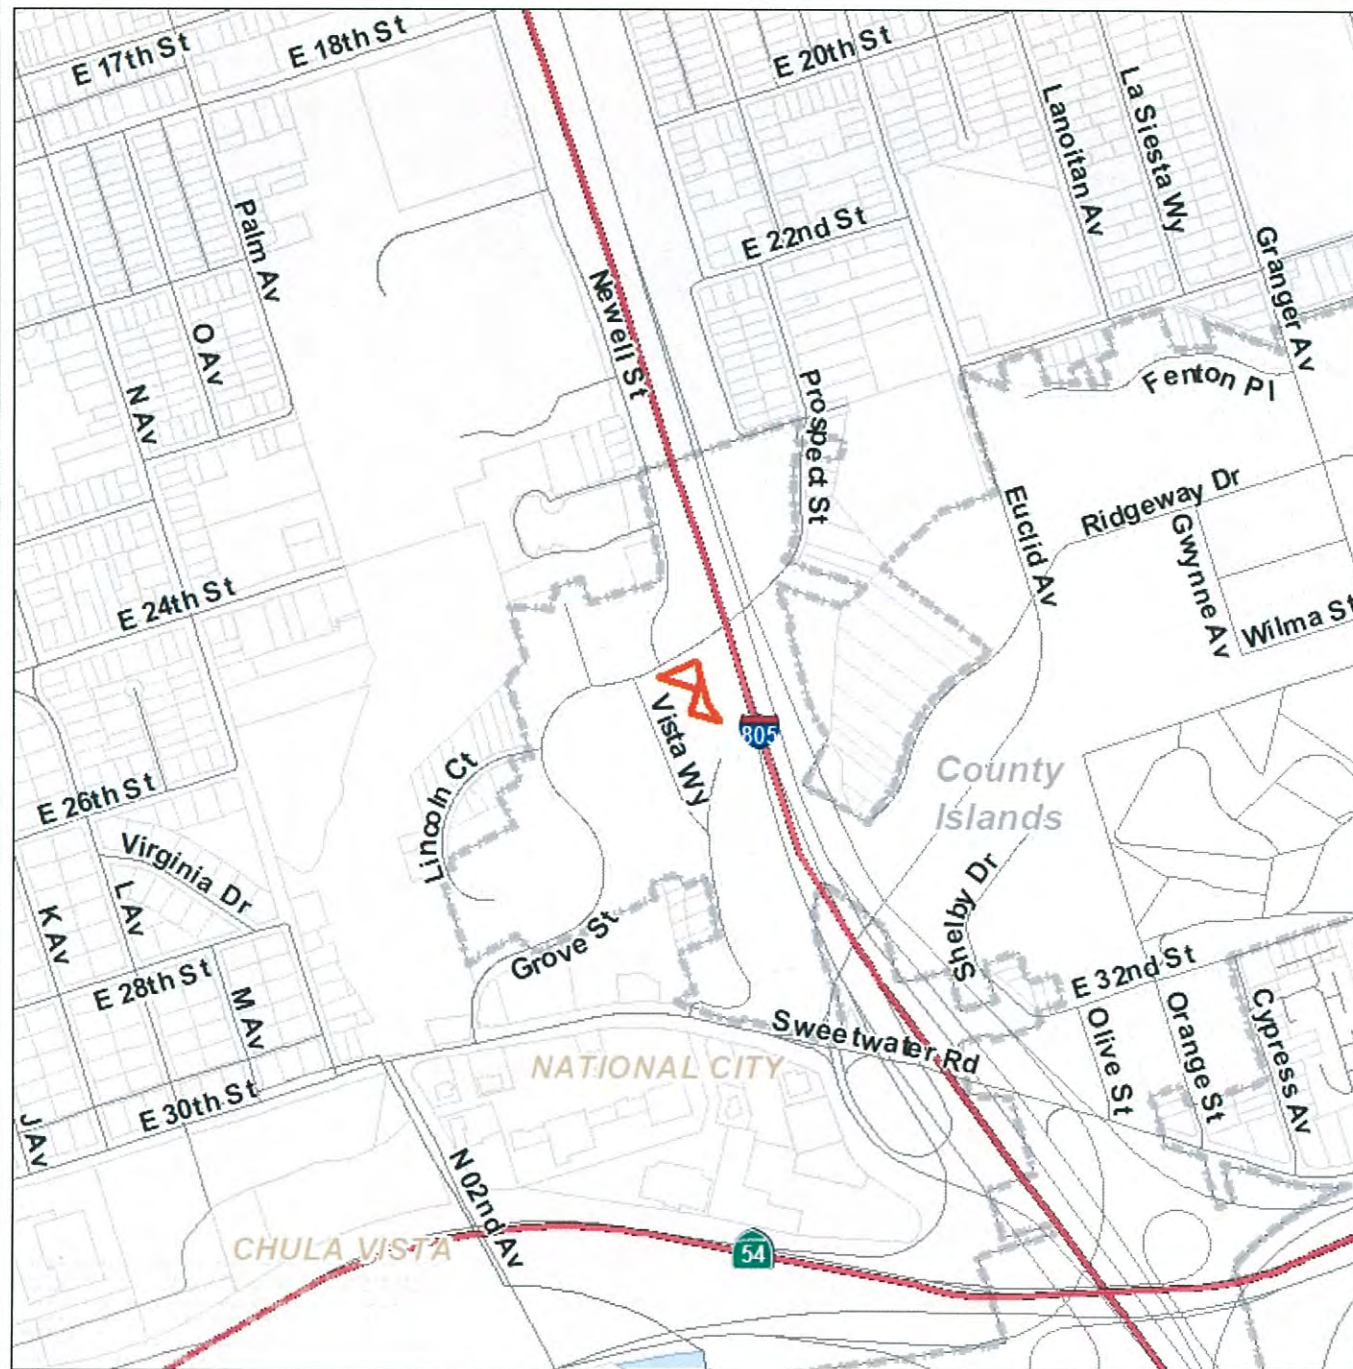 E 17th St
E 18th St
E 20th St
Lanoitan Av
La Siesta Wy
Palm Av
E 22nd St
Granger Av
Newell St
O Av
N Av
Prospect St
Fenton Pl
Euclid Av
Ridgeway Dr
Gwynne Av
Wilma St
E 24th St
Vista Wy
805
County
Islands
E 26th St
Lincoln Ct
Virginia Dr
L Av
K Av
Shelby Dr
Grove St
E 28th St
M Av
E 32nd St
Sweetwater Rd
Olive St
Orange St
Cypress Av
NATIONAL CITY
E 30th St
J Av
N 02nd Av
CHULA VISTA
54